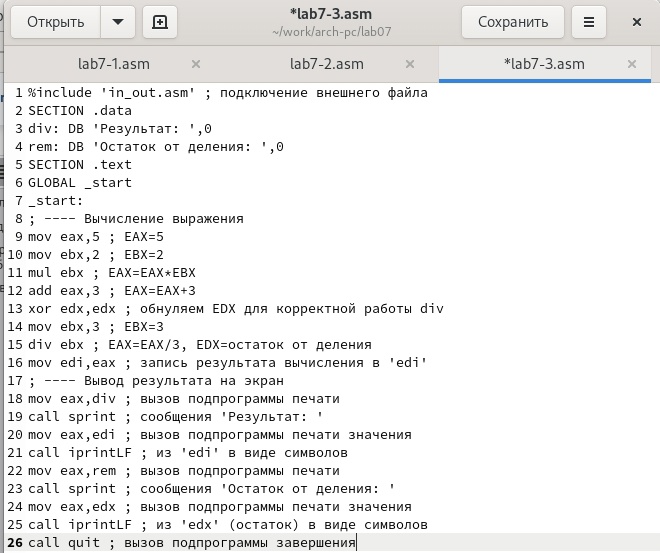 Открыть
*lab7-3.asm
~/work/arch-pc/lab07
Сохранить
lab7-1.asm
lab7-2.asm
*lab7-3.asm
1 %include 'in_out.asm' ; подключение внешнего файла
2 SECTION .data
3 div: DB 'Результат: ',0
4 rem: DB 'Остаток от деления: ',0
5 SECTION .text
6 GLOBAL _start
7 _start:
8 ; ---- Вычисление выражения
9 mov eax,5 ; EAX=5
10 mov ebx,2 ; EBX=2
11 mul ebx ; EAX=EAX*EBX
12 add eax,3 ; EAX=EAX+3
13 xor edx,edx ; обнуляем EDX для корректной работы div
14 mov ebx,3 ; EBX=3
15 div ebx ; EAX=EAX/3, EDX=остаток от деления
16 mov edi,eax ; запись результата вычисления в 'edi'
17 ; ---- Вывод результата на экран
18 mov eax,div ; вызов подпрограммы печати
19 call sprint ; сообщения 'Результат: '
20 mov eax,edi ; вызов подпрограммы печати значения
21 call iprintLF ; из 'edi' в виде символов
22 mov eax,rem ; вызов подпрограммы печати
23 call sprint ; сообщения 'Остаток от деления: '
24 mov eax,edx ; вызов подпрограммы печати значения
25 call iprintLF ; из 'edx' (остаток) в виде символов
26 call quit ; вызов подпрограммы завершения